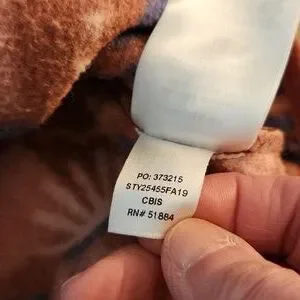 PO: 373215
STY25455FA19
CBIS
RN# 51884